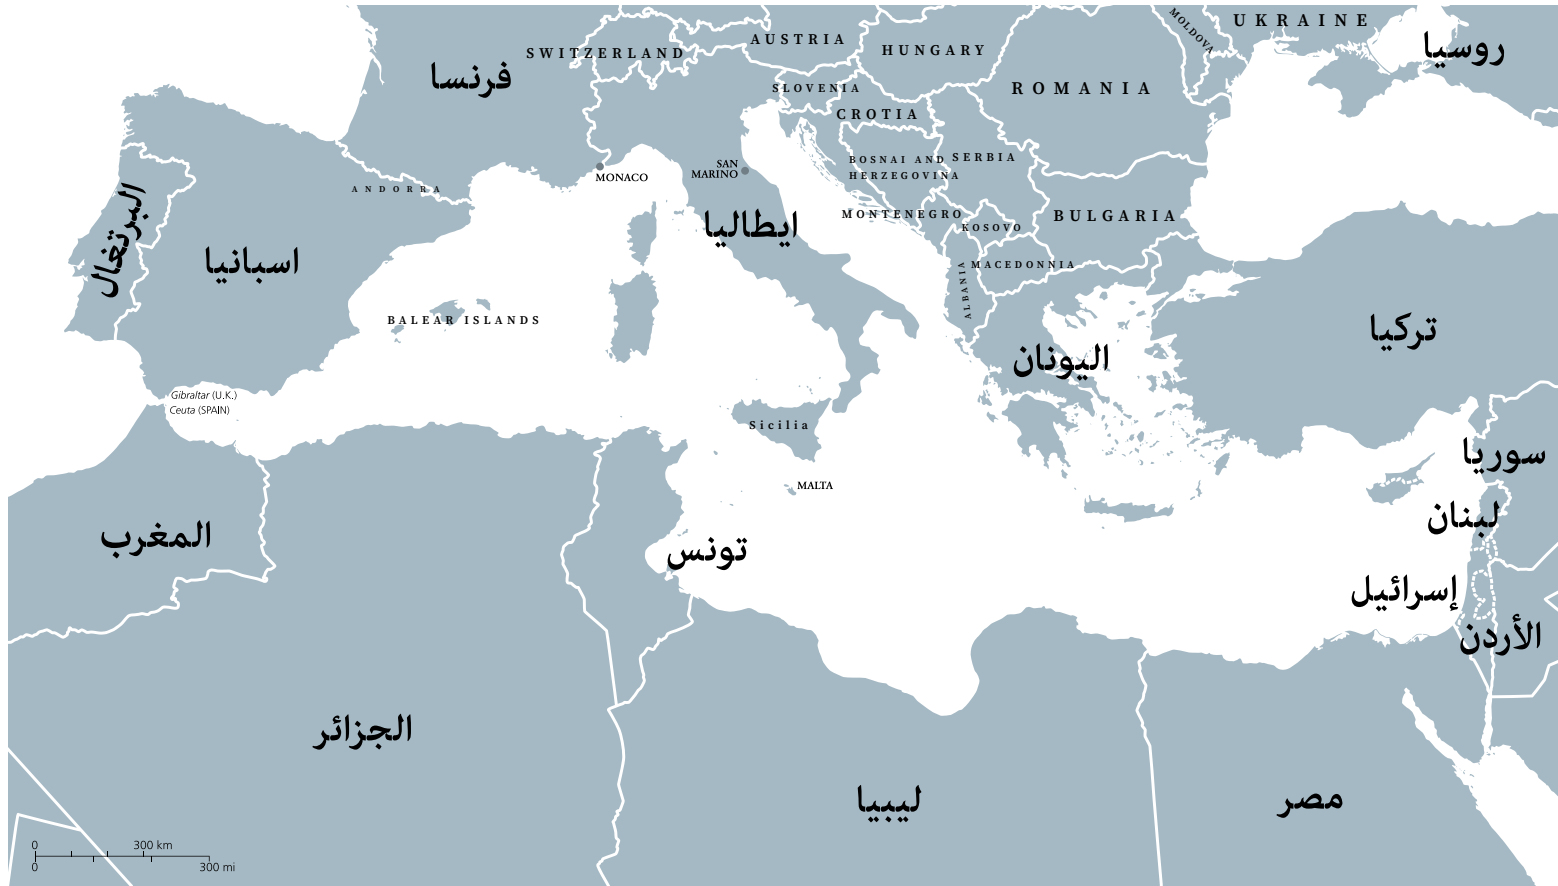 UKRAINE
MOLDOVA
روسيا
AUSTRIA
HUNGARY
SWITZERLAND
فرنسا
SLOVENIA
ROMANIA
CROTIA
BOSNAI AND
HERZEGOVINA
SERBIA
SAN
MARINO
MONACO
ANDORRA
البرتغال
ايطاليا
MONTENEGRO
KOSOVO
BULGARIA
اسبانيا
MACEDONNIA
ALBANIA
BALEAR ISLANDS
تركيا
اليونان
Gibraltar (U.K.)
Ceuta (SPAIN)
Sicilia
سوريا
MALTA
لبنان
المغرب
تونس
إسرائيل
الأردن
الجزائر
ليبيا
مصر
0 300 km
0 300 mi